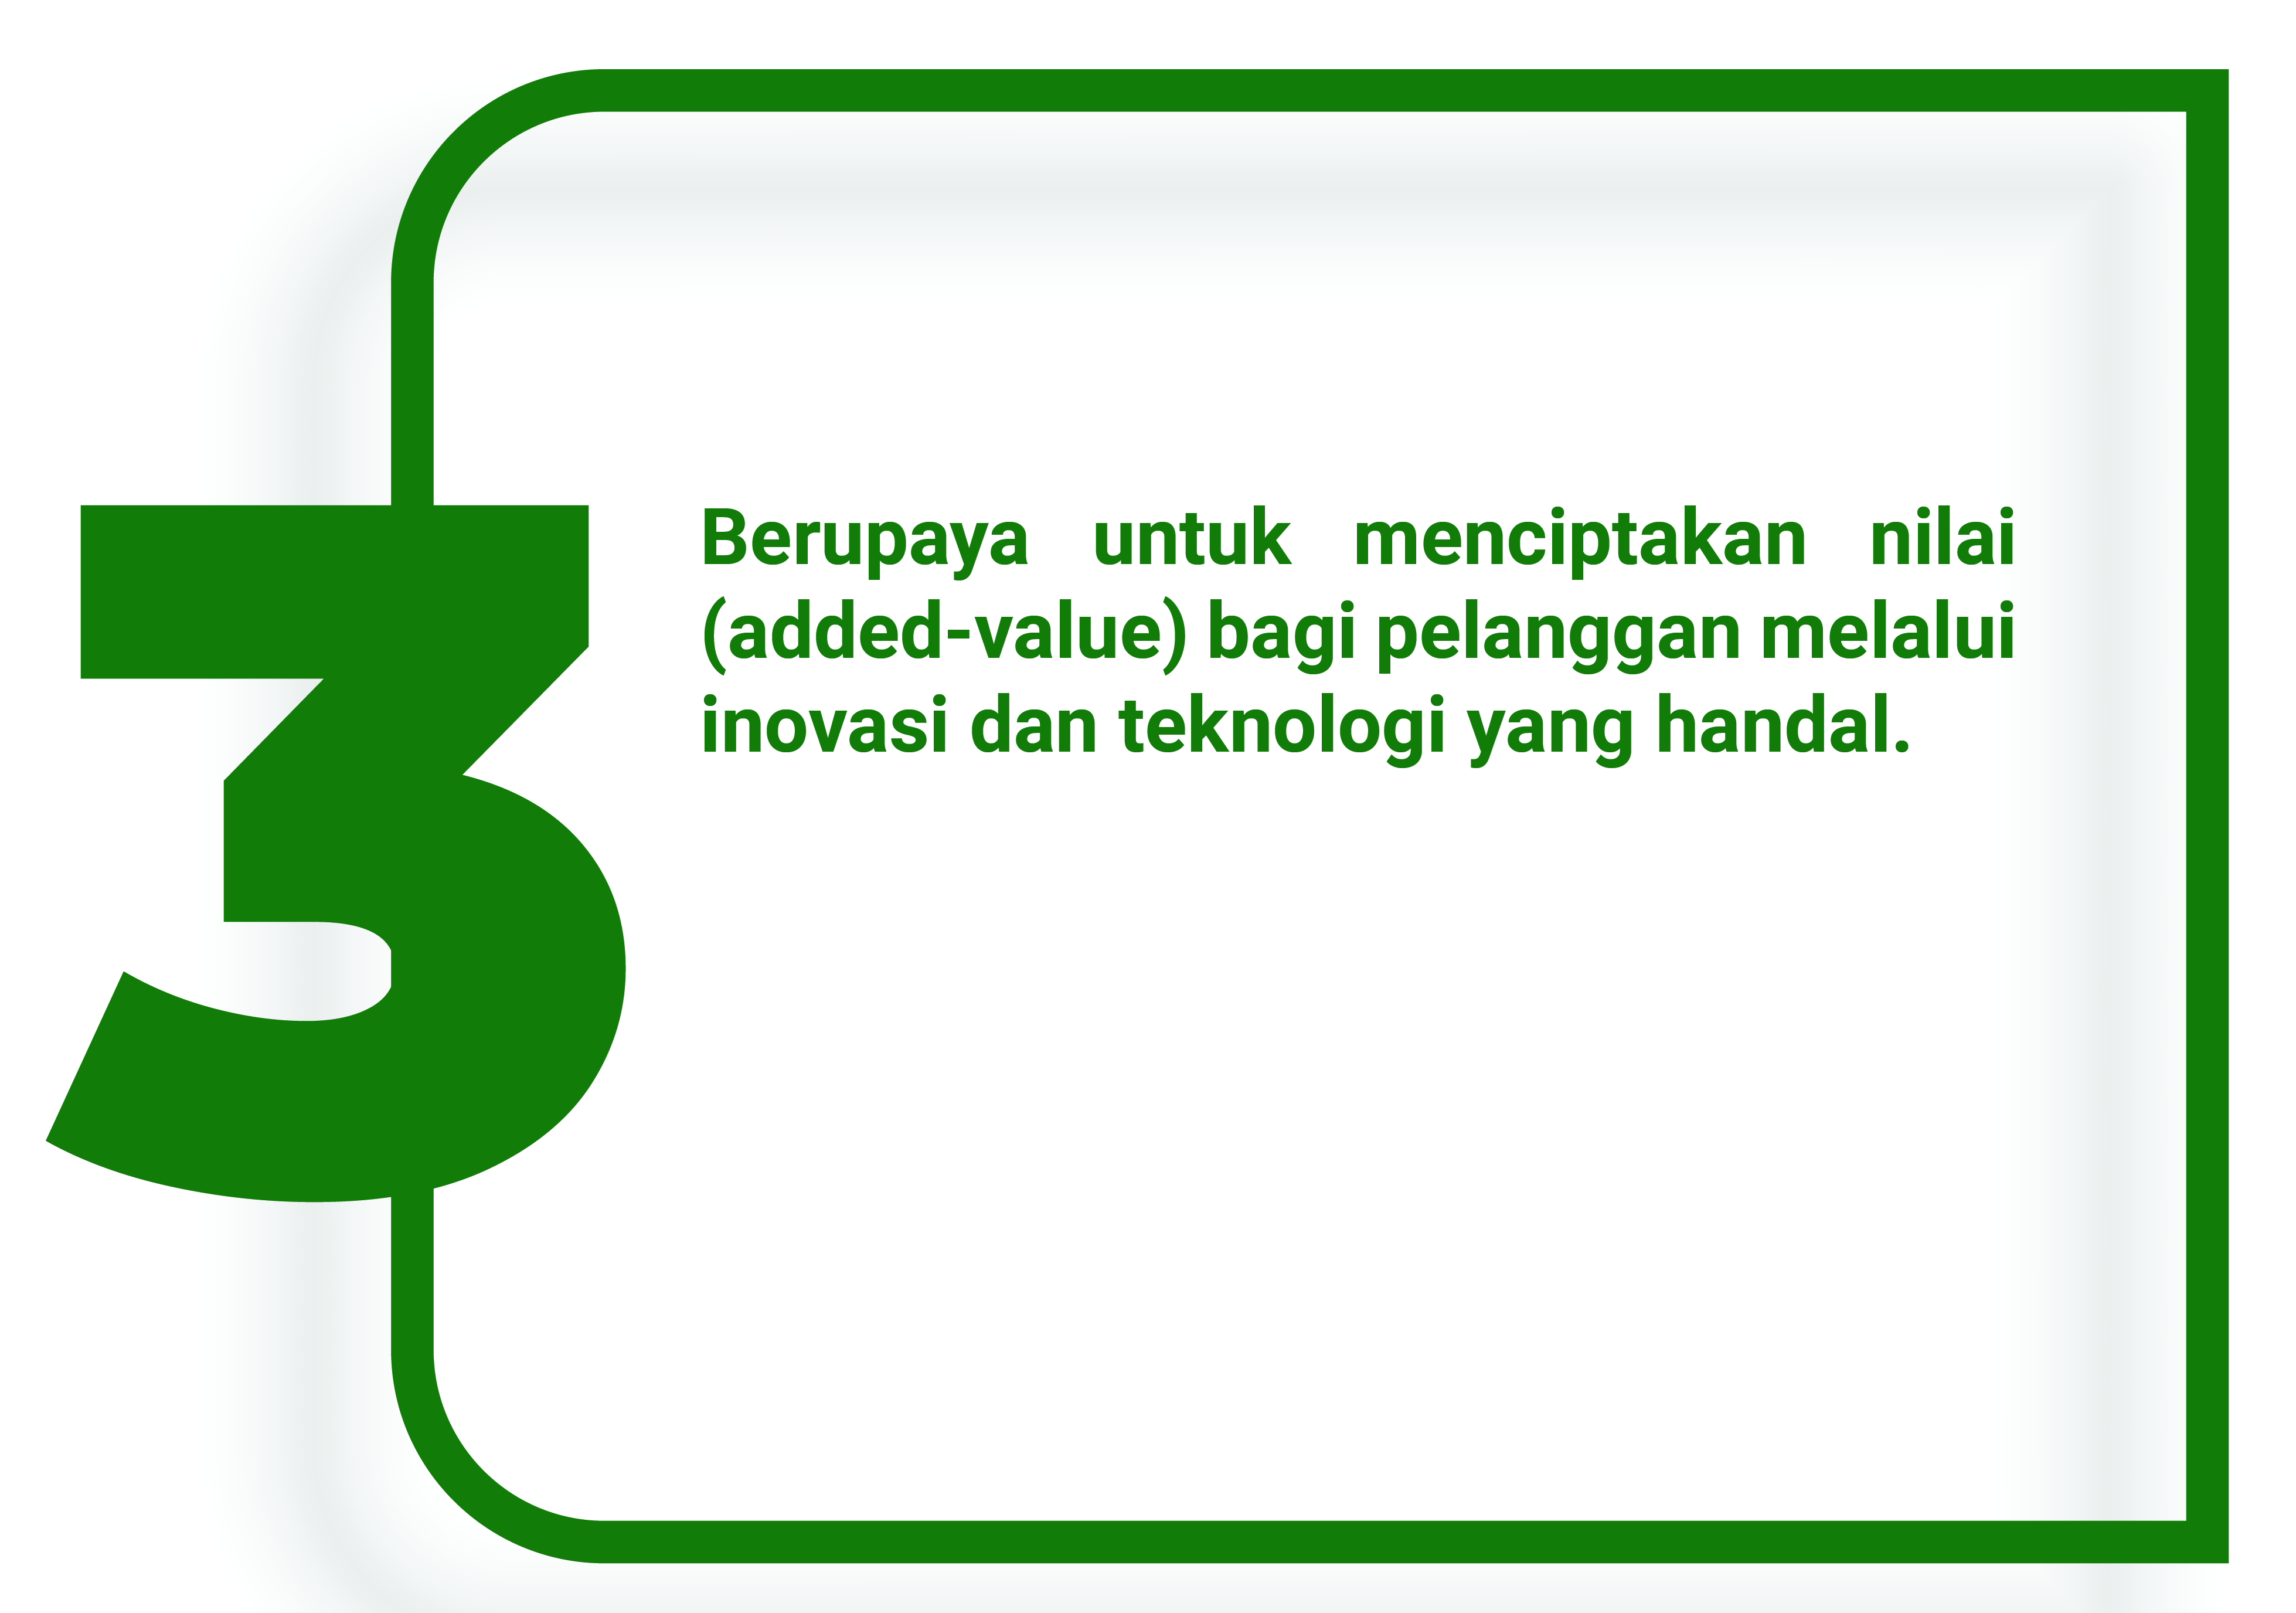 3
Berupaya untuk menciptakan nilai
(added-value) bagi pelanggan melalui
inovasi dan teknologi yang handal.